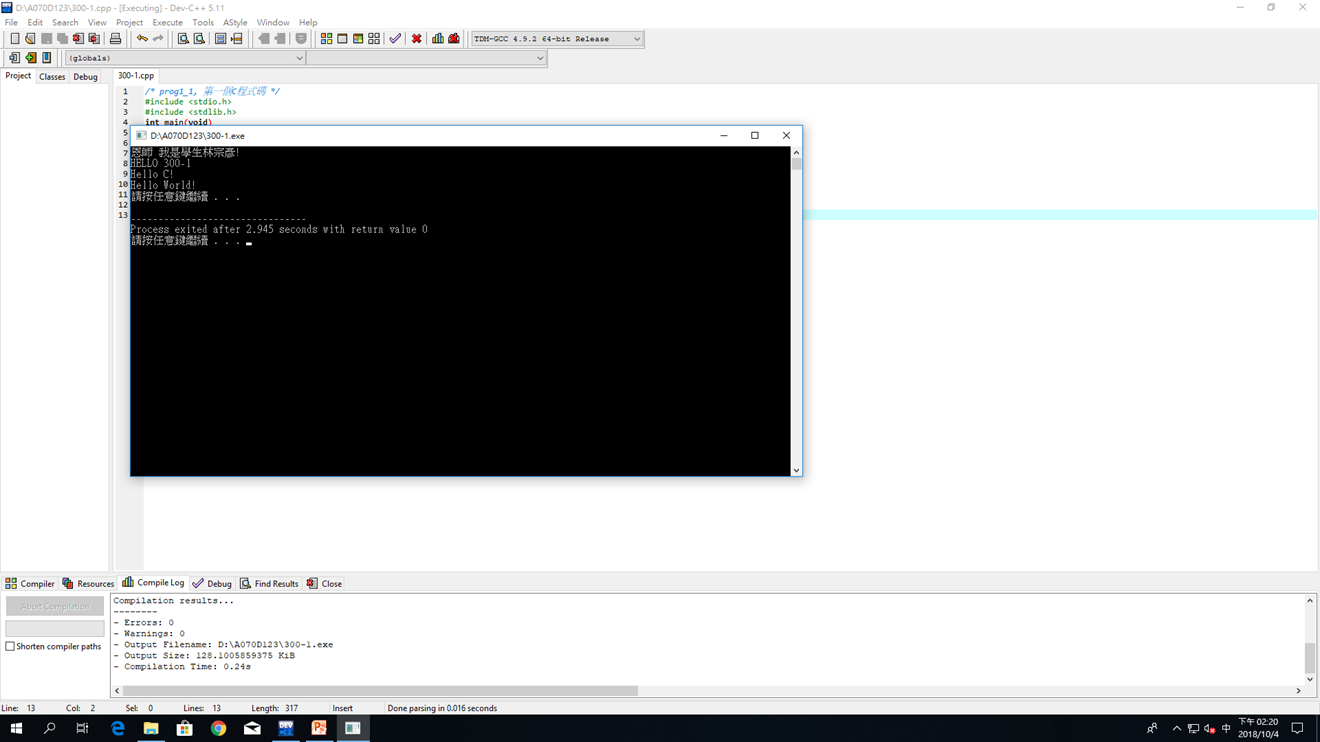 D:\A070D123\300-1.cpp - [Executing] - Dev-C++ 5.11
File Edit Search View Project Execute Tools AStyle Window Help
TDM-GCC 4.9.2 64-bit Release
(globals)
Project Classes Debug 300-1.cpp
1 /* prog1_1, 第一個C程式碼 */
2 #include <stdio.h>
3 #include <stdlib.h>
4 int main(void)
5
6
7
8
9
10
11
12
13
D:\A070D123\300-1.exe
恩師 我是學生林宗彥!
HELLO 300-1
Hello C!
Hello World!
請按任意鍵繼續 . . .
--------------------------------
Process exited after 2.945 seconds with return value 0
請按任意鍵繼續 . . .
Compiler Resources Compile Log Debug Find Results Close
Abort Compilation
Shorten compiler paths
Compilation results...
--------
- Errors: 0
- Warnings: 0
- Output Filename: D:\A070D123\300-1.exe
- Output Size: 128.1005859375 KiB
- Compilation Time: 0.24s
Line: 13 Col: 2 Sel: 0 Lines: 13 Length: 317 Insert Done parsing in 0.016 seconds
中
下午 02:20
2018/10/4